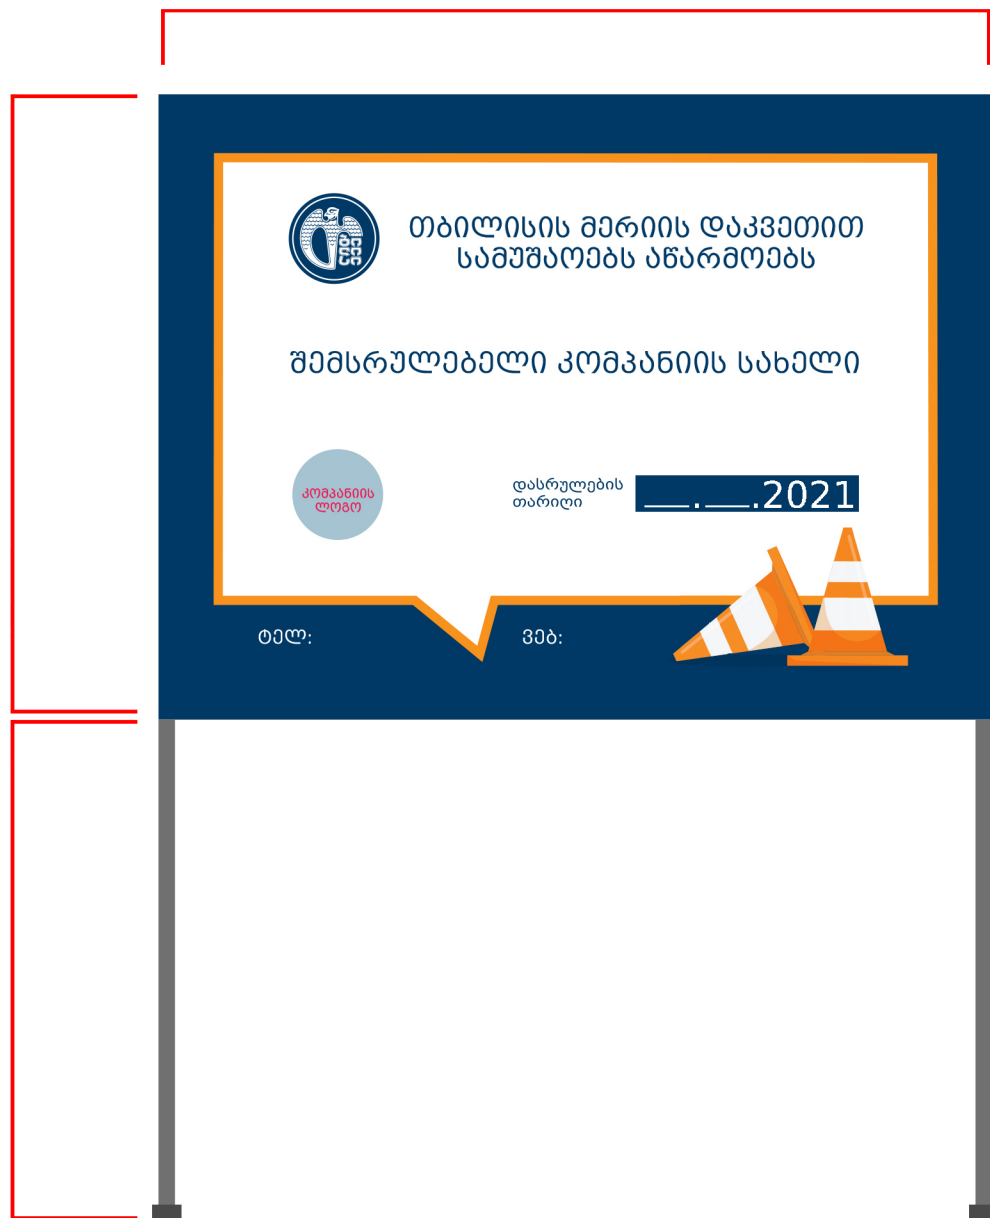 თბილისის მერიის დაკვეთით
სამუშაოებს აწარმოებს
შემსრულებელი კომპანიის სახელი
კომპანიის
ლოგო
დასრულების
თარიღი
__.__.2021
ტელ:
ვებ: